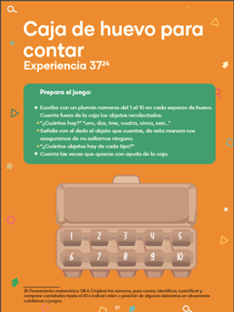 Caja de huevo para
contar
Experiencia 37²⁴
Prepara el juego:
Escribe con un plumón números del 1 al 10 en cada espacio de huevo.
Cuenta fuera de la caja los objetos recolectados:
"¿Cuántos hay?" "uno, dos, tres, cuatro, cinco, seis..."
Señala con el dedo el objeto que cuentas, de esta manera nos
aseguramos de no saltarnos ninguno.
"¿Cuántos objetos hay de cada tipo?"
Cuenta las veces que quieras con ayuda de la caja.
1 2 3 4 5
6 7 8 9 10
24. Pensamiento matemático OA 6. Emplear los números, para contar, identificar, cuantificar y
comparar cantidades hasta el 20 e indicar orden o posición de algunos elementos en situaciones
cotidianas o juegos.
57